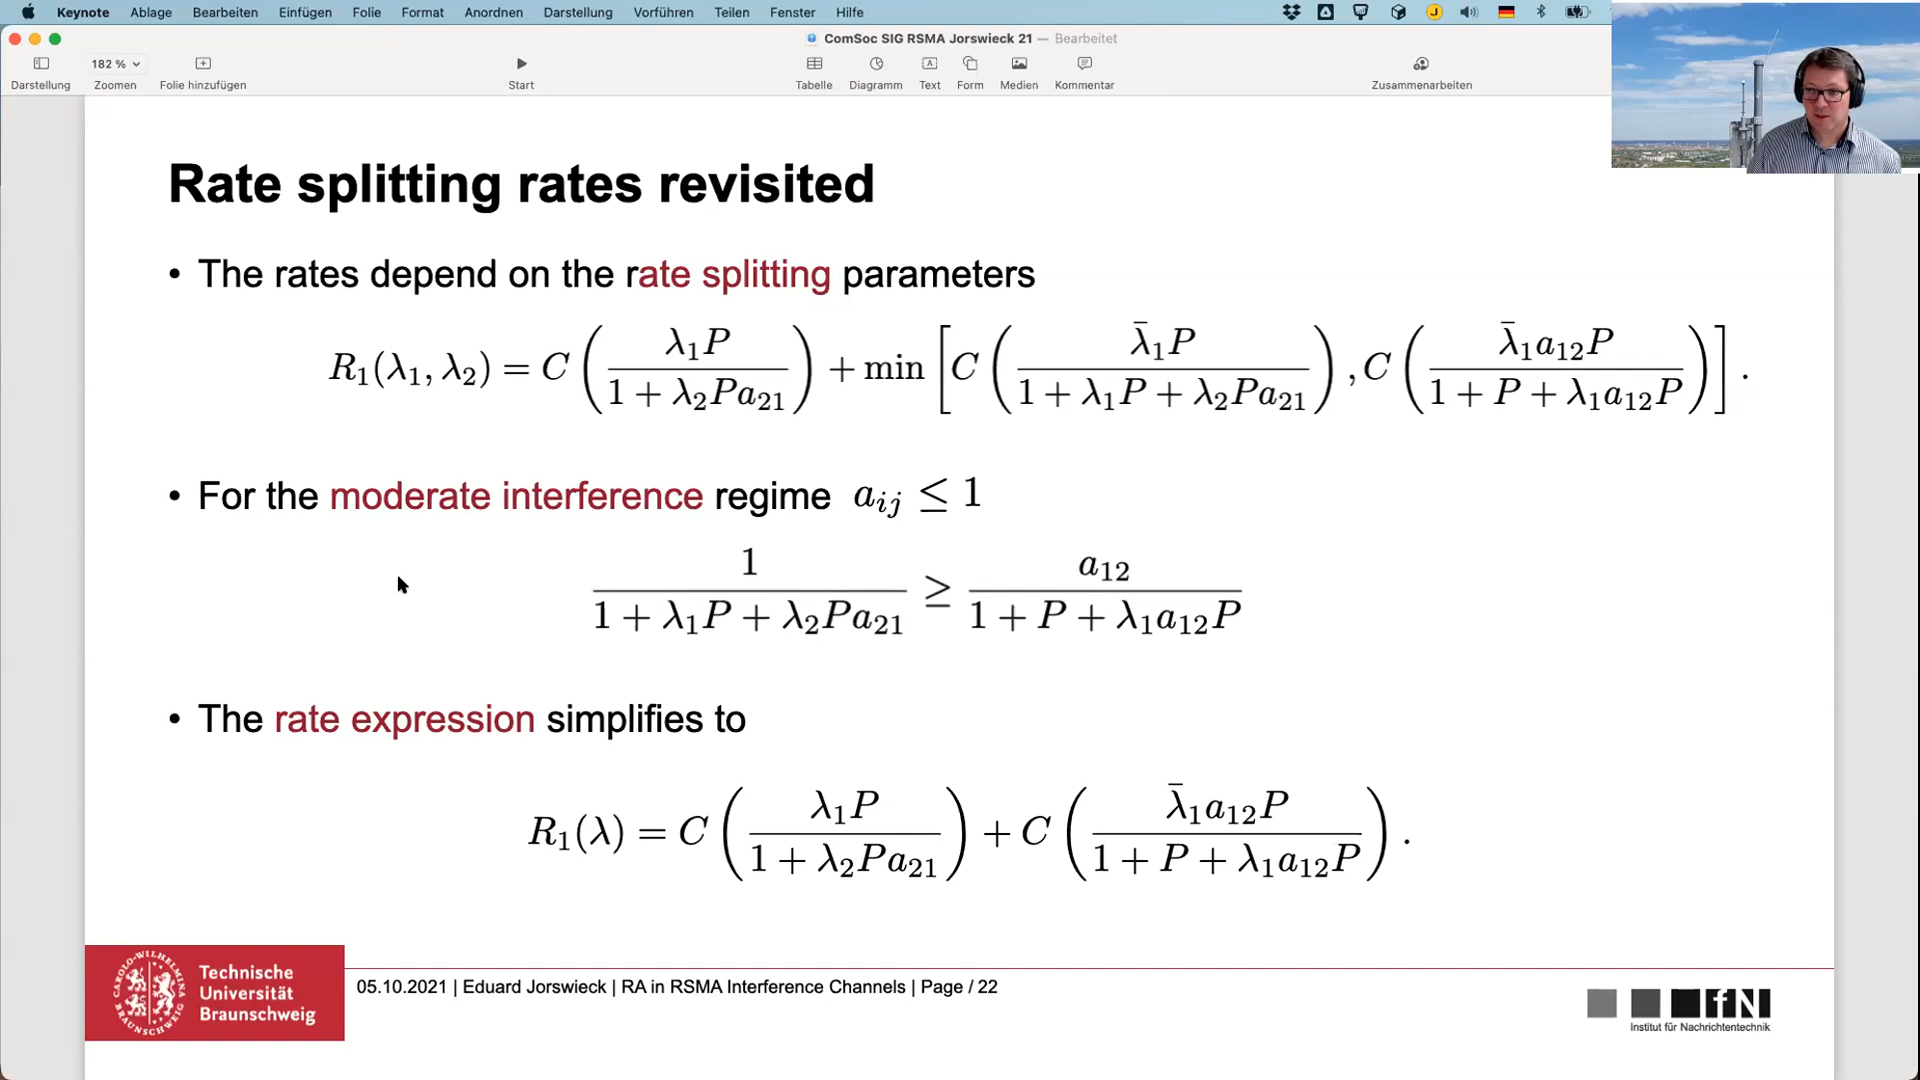 Keynote Ablage Bearbeiten Einfügen Folie Format Anordnen Darstellung Vorführen Teilen Fenster Hilfe
ComSoc SIG RSMA Jorswieck 21 — Bearbeitet
182 %
Darstellung Zoomen Folie hinzufügen Start Tabelle Diagramm Text Form Medien Kommentar Zusammenarbeiten
Rate splitting rates revisited
• The rates depend on the rate splitting parameters
R₁(λ₁, λ₂) = C(λ₁P / (1 + λ₂Pa₂₁)) + min[C(λ̄₁P / (1 + λ₁P + λ₂Pa₂₁)), C(λ̄₁a₁₂P / (1 + P + λ₁a₁₂P))].
• For the moderate interference regime aᵢⱼ ≤ 1
1 / (1 + λ₁P + λ₂Pa₂₁) ≥ a₁₂ / (1 + P + λ₁a₁₂P)
• The rate expression simplifies to
R₁(λ) = C(λ₁P / (1 + λ₂Pa₂₁)) + C(λ̄₁a₁₂P / (1 + P + λ₁a₁₂P)).
Technische
Universität
Braunschweig
05.10.2021 | Eduard Jorswieck | RA in RSMA Interference Channels | Page / 22
Institut für Nachrichtentechnik